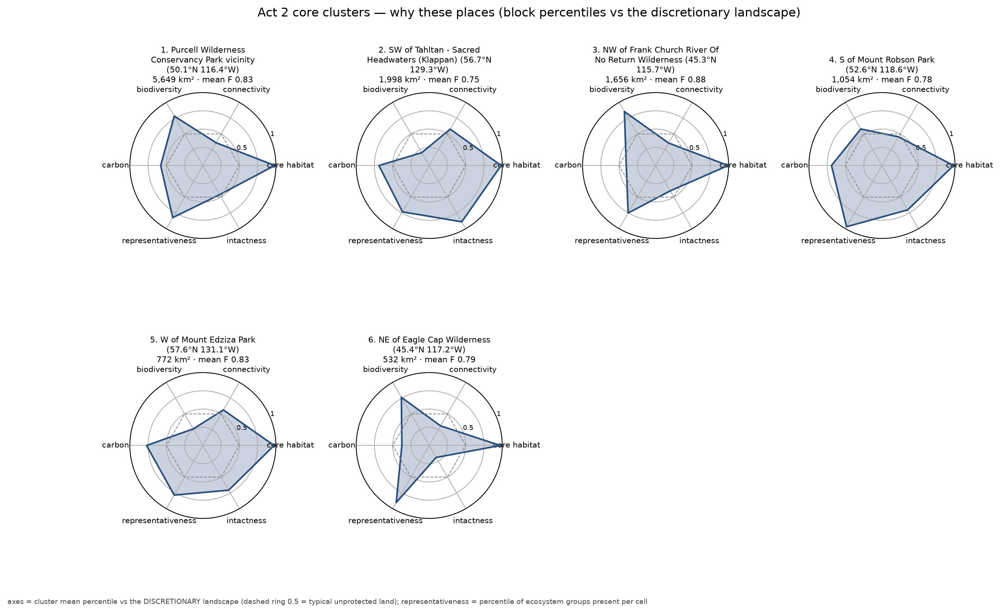 Act 2 core clusters — why these places (block percentiles vs the discretionary landscape)
1. Purcell Wilderness
Conservancy Park vicinity
(50.1°N 116.4°W)
5,649 km² · mean F 0.83
biodiversity
connectivity
1
0.5
carbon
core habitat
representativeness
intactness
2. SW of Tahltan - Sacred
Headwaters (Klappan) (56.7°N
129.3°W)
1,998 km² · mean F 0.75
biodiversity
connectivity
1
0.5
carbon
core habitat
representativeness
intactness
3. NW of Frank Church River Of
No Return Wilderness (45.3°N
115.7°W)
1,656 km² · mean F 0.88
biodiversity
connectivity
1
0.5
carbon
core habitat
representativeness
intactness
4. S of Mount Robson Park
(52.6°N 118.6°W)
1,054 km² · mean F 0.78
biodiversity
connectivity
1
0.5
carbon
core habitat
representativeness
intactness
5. W of Mount Edziza Park
(57.6°N 131.1°W)
772 km² · mean F 0.83
biodiversity
connectivity
1
0.5
carbon
core habitat
representativeness
intactness
6. NE of Eagle Cap Wilderness
(45.4°N 117.2°W)
532 km² · mean F 0.79
biodiversity
connectivity
1
0.5
carbon
core habitat
representativeness
intactness
axes = cluster mean percentile vs the DISCRETIONARY landscape (dashed ring 0.5 = typical unprotected land); representativeness = percentile of ecosystem groups present per cell